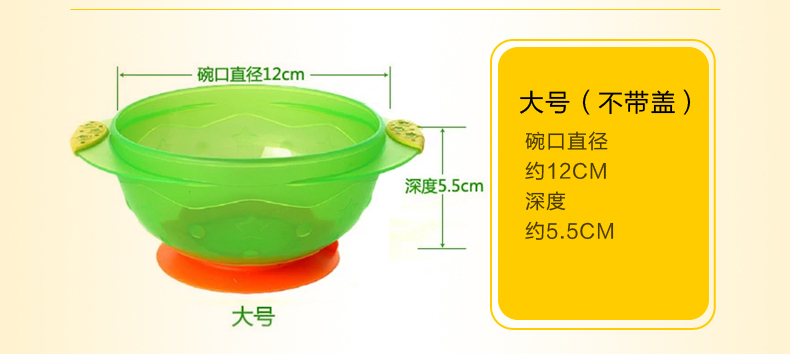 碗口直径12cm
深度5.5cm
大号
大号（不带盖）
碗口直径
约12CM
深度
约5.5CM